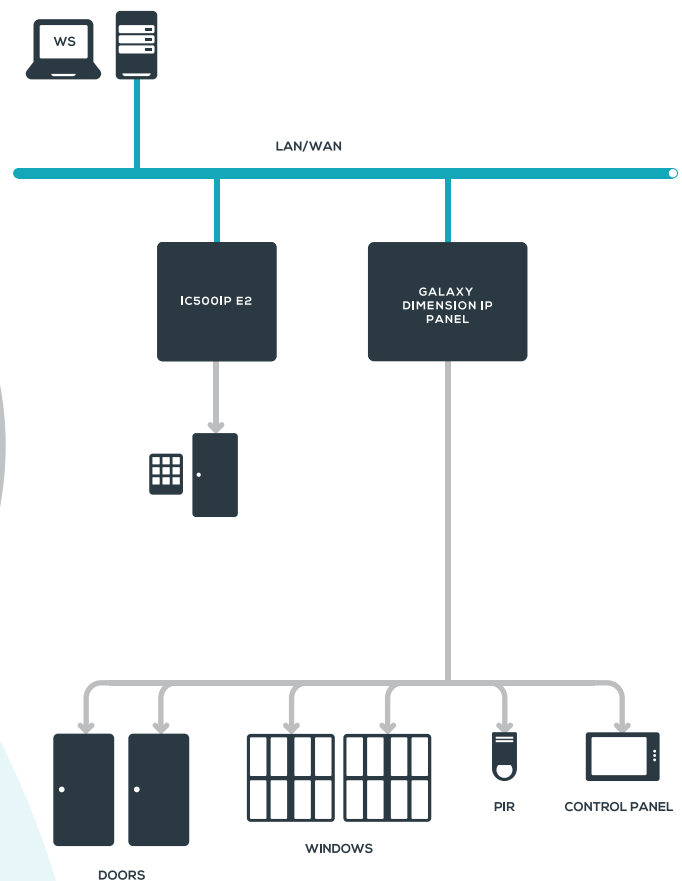 WS
LAN/WAN
IC500IP E2
GALAXY
DIMENSION IP
PANEL
PIR
CONTROL PANEL
WINDOWS
DOORS